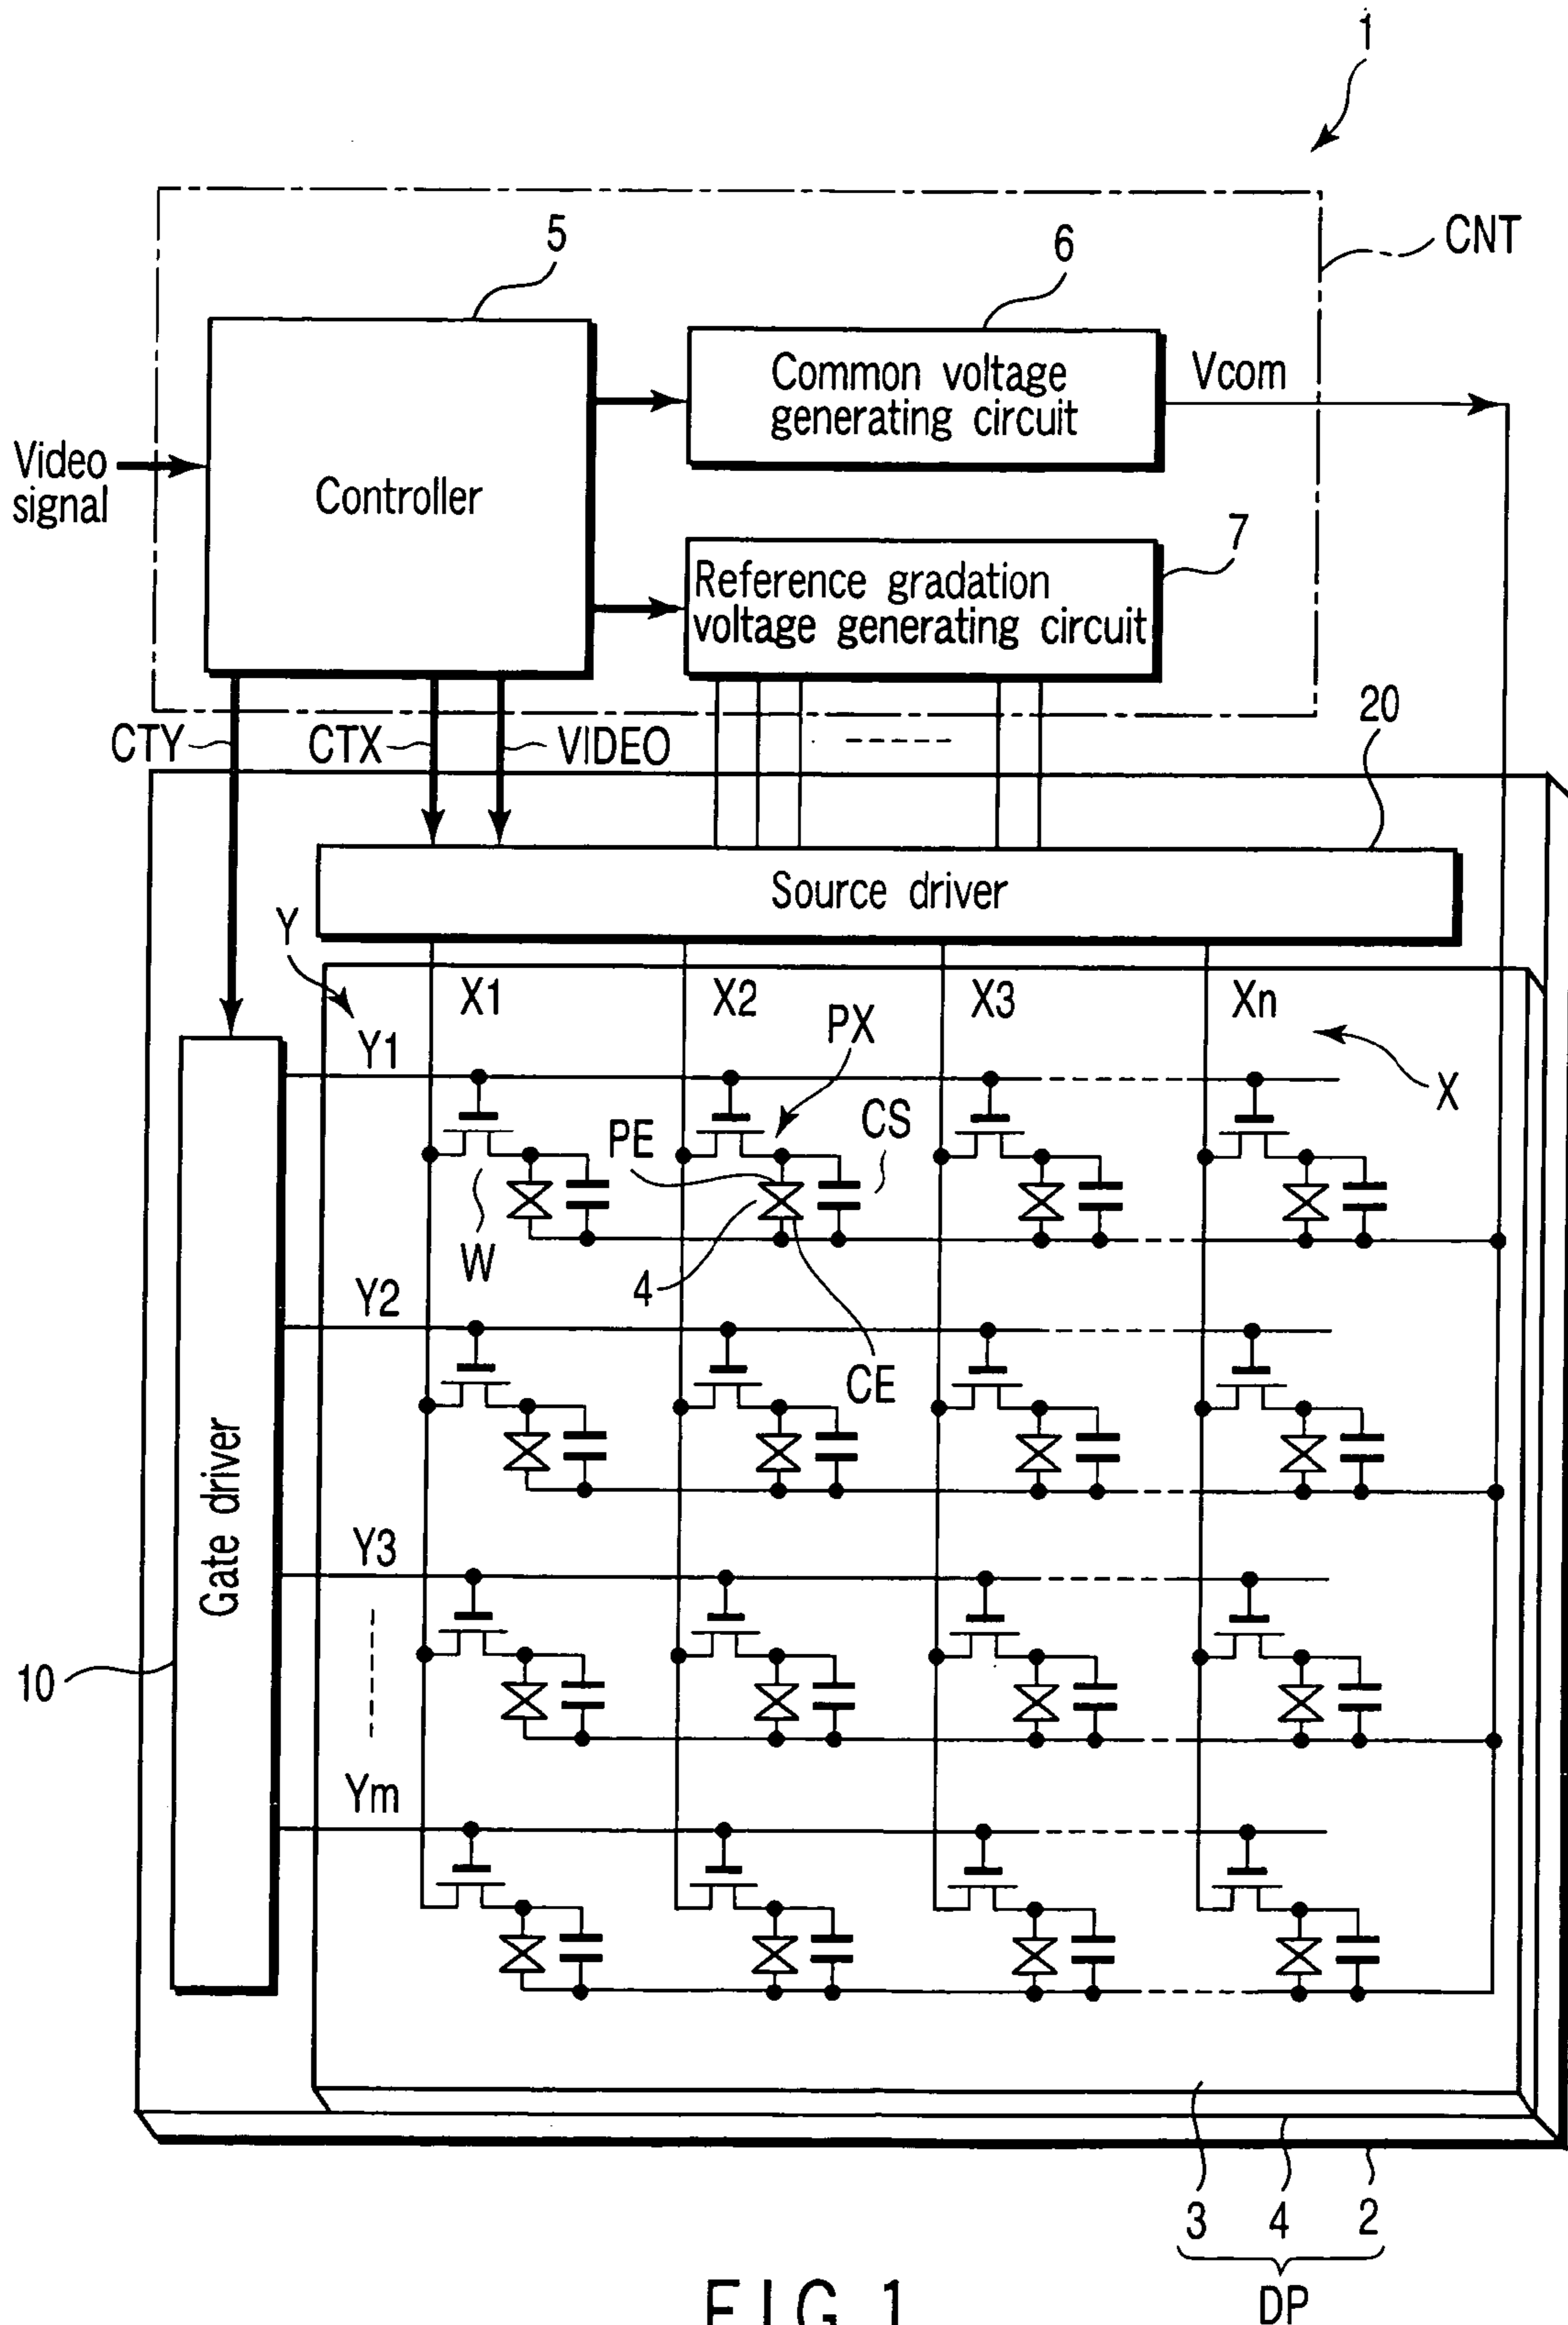 1
CNT
5
6
Common voltage
generating circuit
Vcom
Video
signal
Controller
7
Reference gradation
voltage generating circuit
20
CTY
CTX
VIDEO
Source driver
Y
X1
X2
X3
Xn
PX
Y1
X
PE
CS
W
4
Y2
CE
Gate driver
Y3
10
Ym
3
4
2
DP
FIG. 1